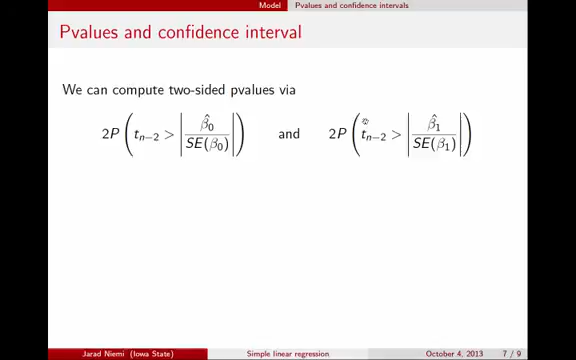 Model Pvalues and confidence intervals
Pvalues and confidence interval
We can compute two-sided pvalues via
2P ( t_{n−2} > | β̂_0 / SE(β_0) | ) and 2P ( t_{n−2} > | β̂_1 / SE(β_1) | )
Jarad Niemi (Iowa State) Simple linear regression October 4, 2013 7 / 9